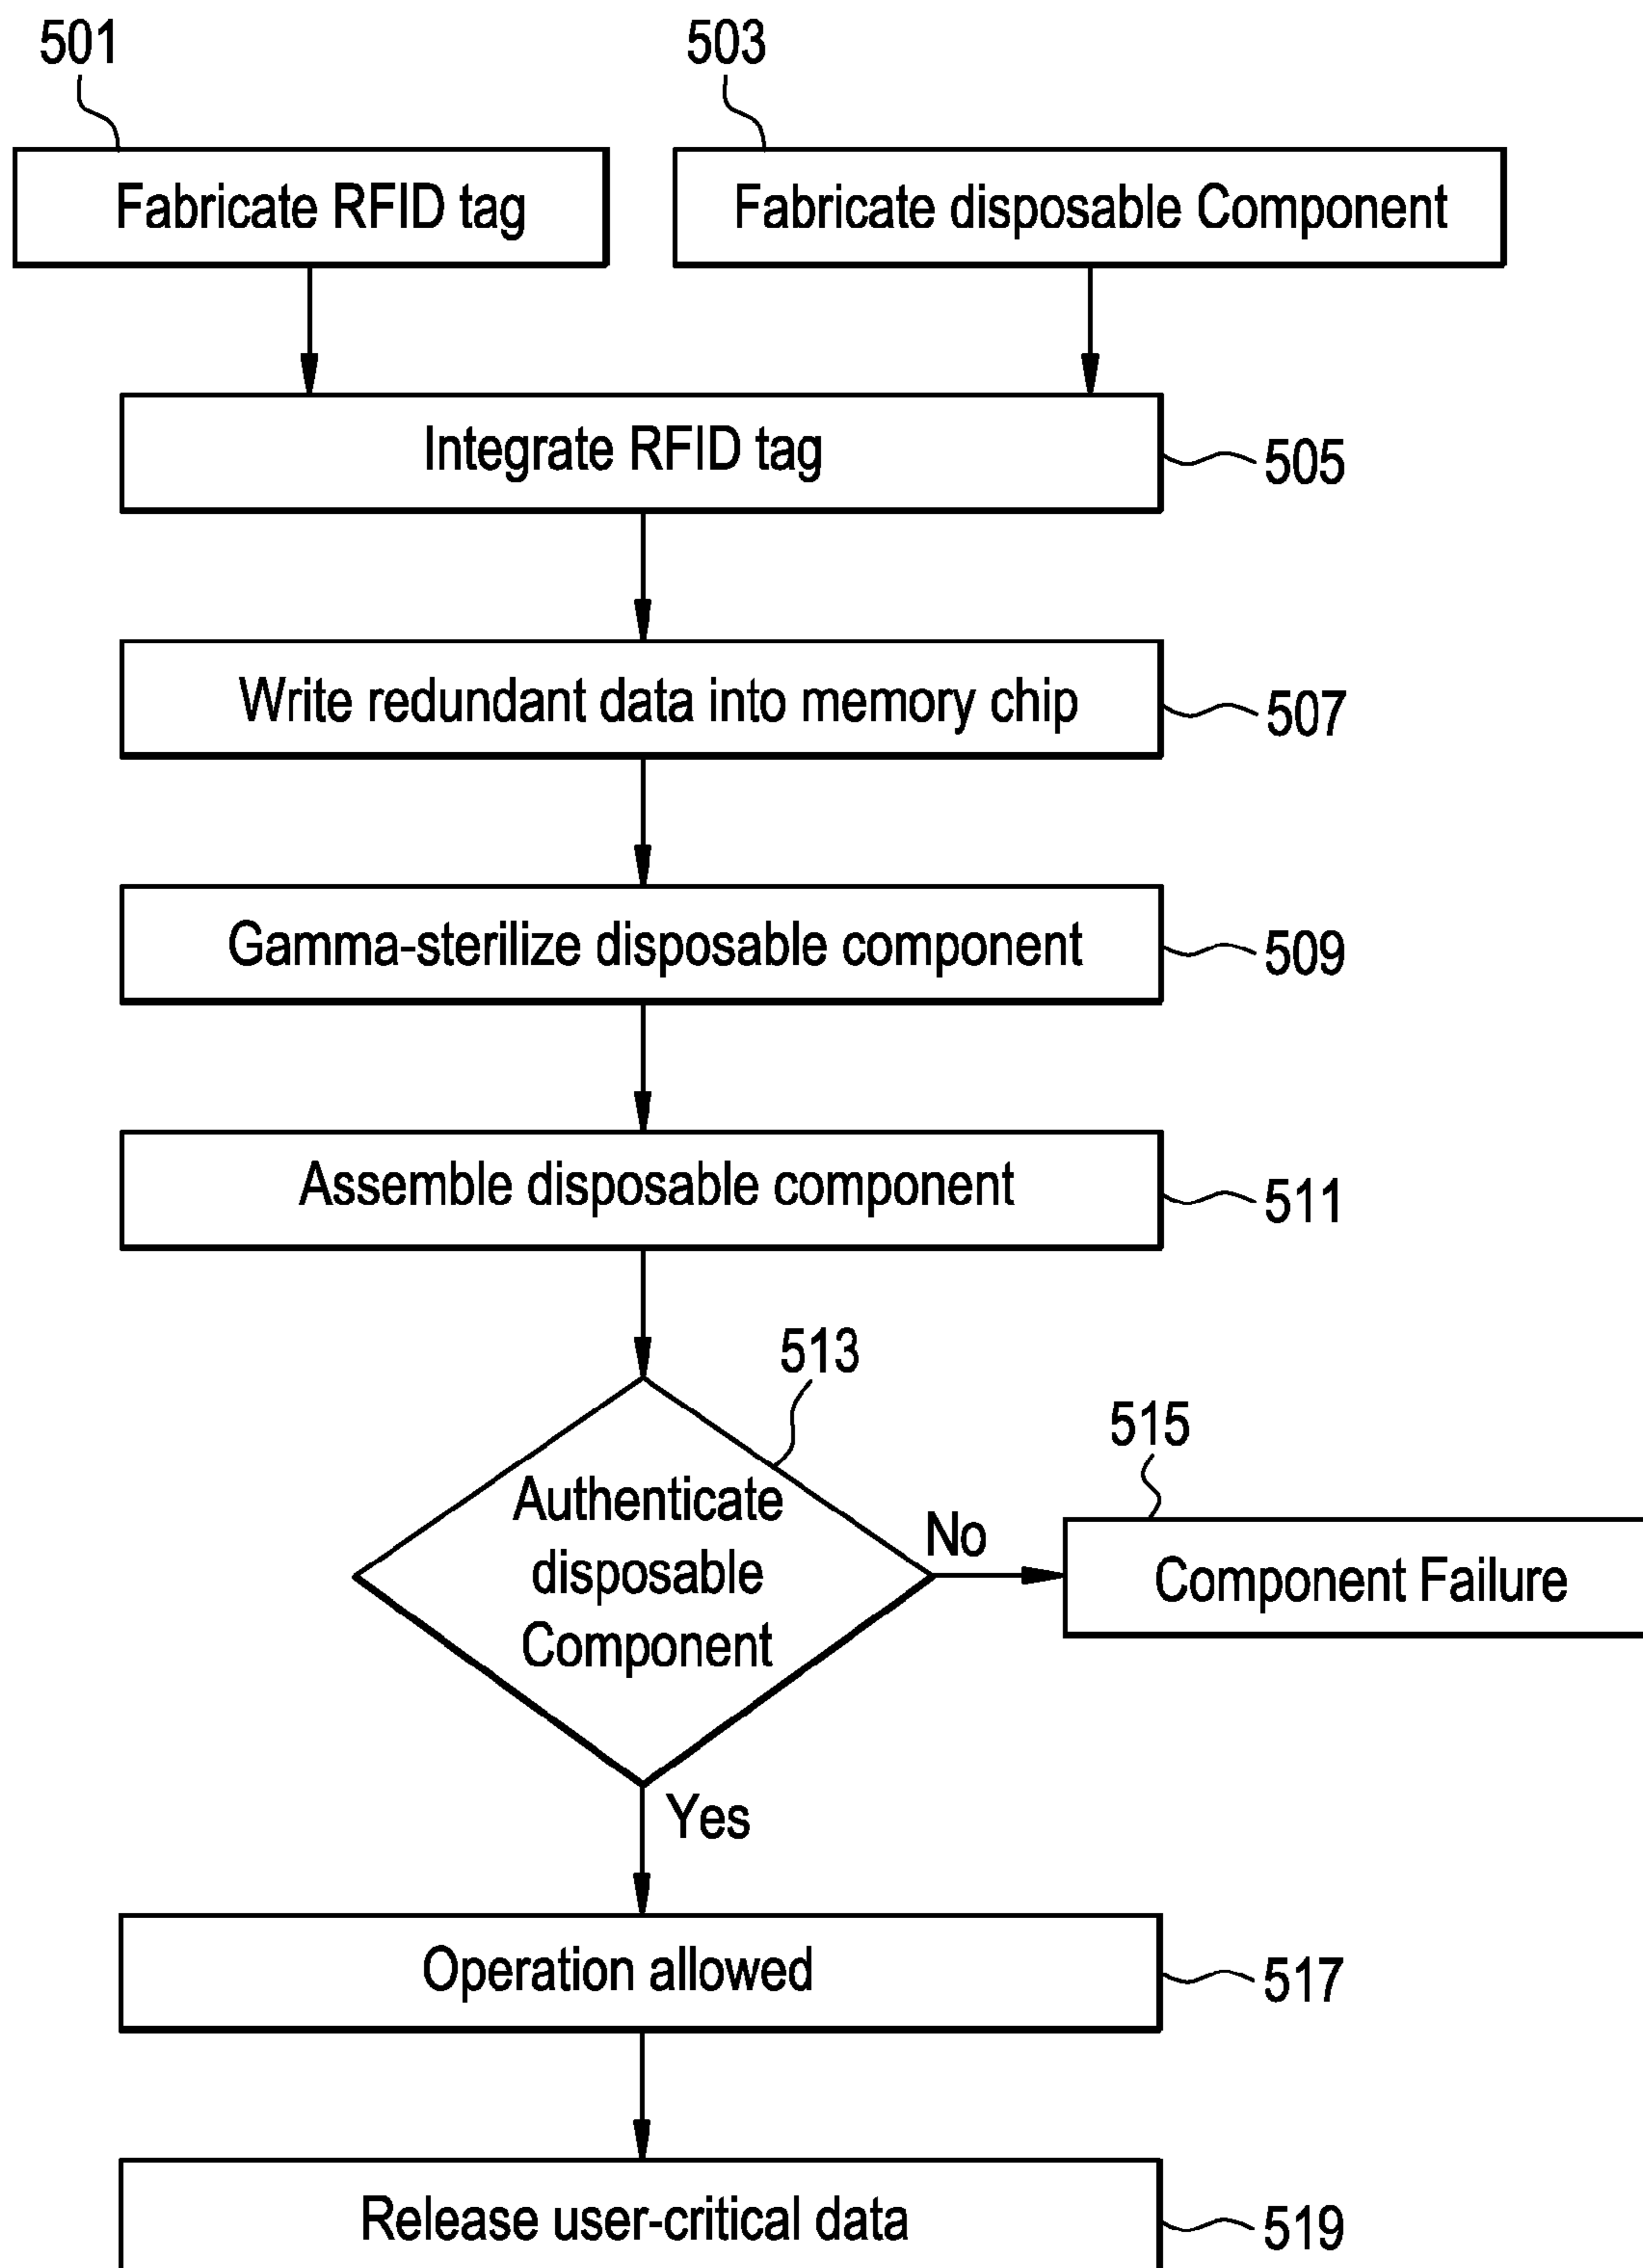 501
503
Fabricate RFID tag
Fabricate disposable Component
Integrate RFID tag
505
Write redundant data into memory chip
507
Gamma-sterilize disposable component
509
Assemble disposable component
511
513
Authenticate
disposable
Component
No
515
Component Failure
Yes
Operation allowed
517
Release user-critical data
519